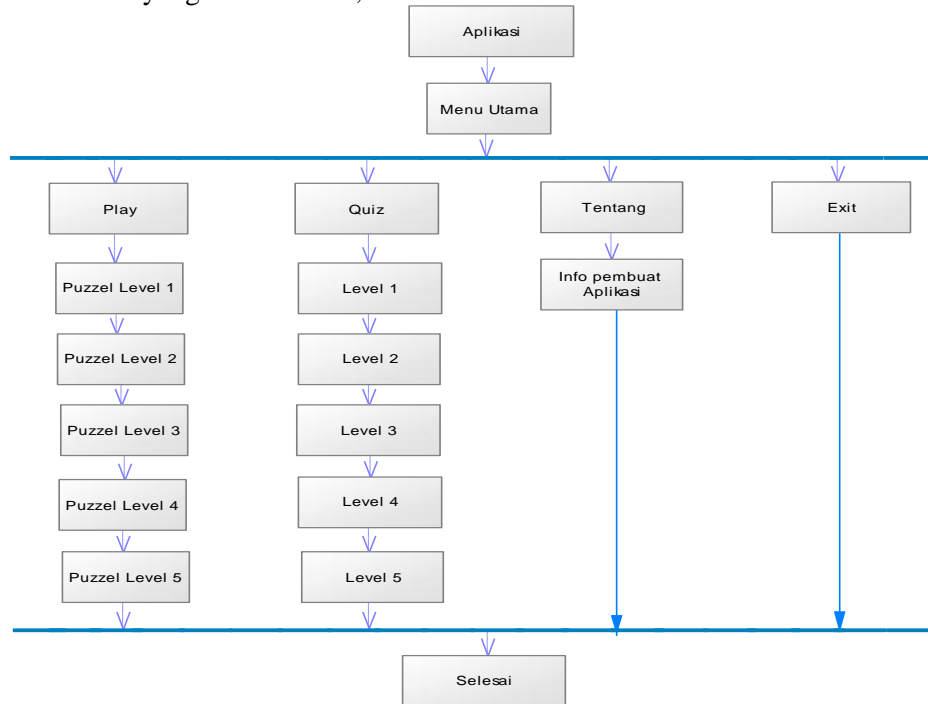 Aplikasi
Menu Utama
Play
Quiz
Tentang
Exit
Puzzel Level 1
Level 1
Info pembuat
Aplikasi
Puzzel Level 2
Level 2
Puzzel Level 3
Level 3
Puzzel Level 4
Level 4
Puzzel Level 5
Level 5
Selesai